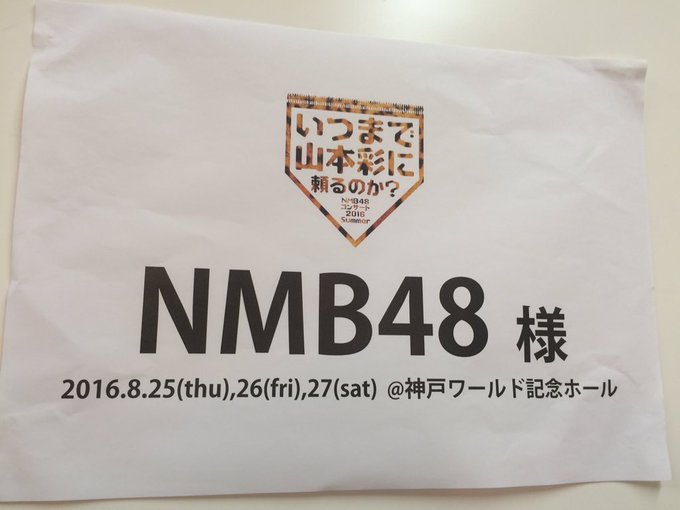 いつまで
山本彩に
頼るのか?
NMB48
コンサート
2016
Summer
NMB48 様
2016.8.25(thu),26(fri),27(sat) @神戸ワールド記念ホール